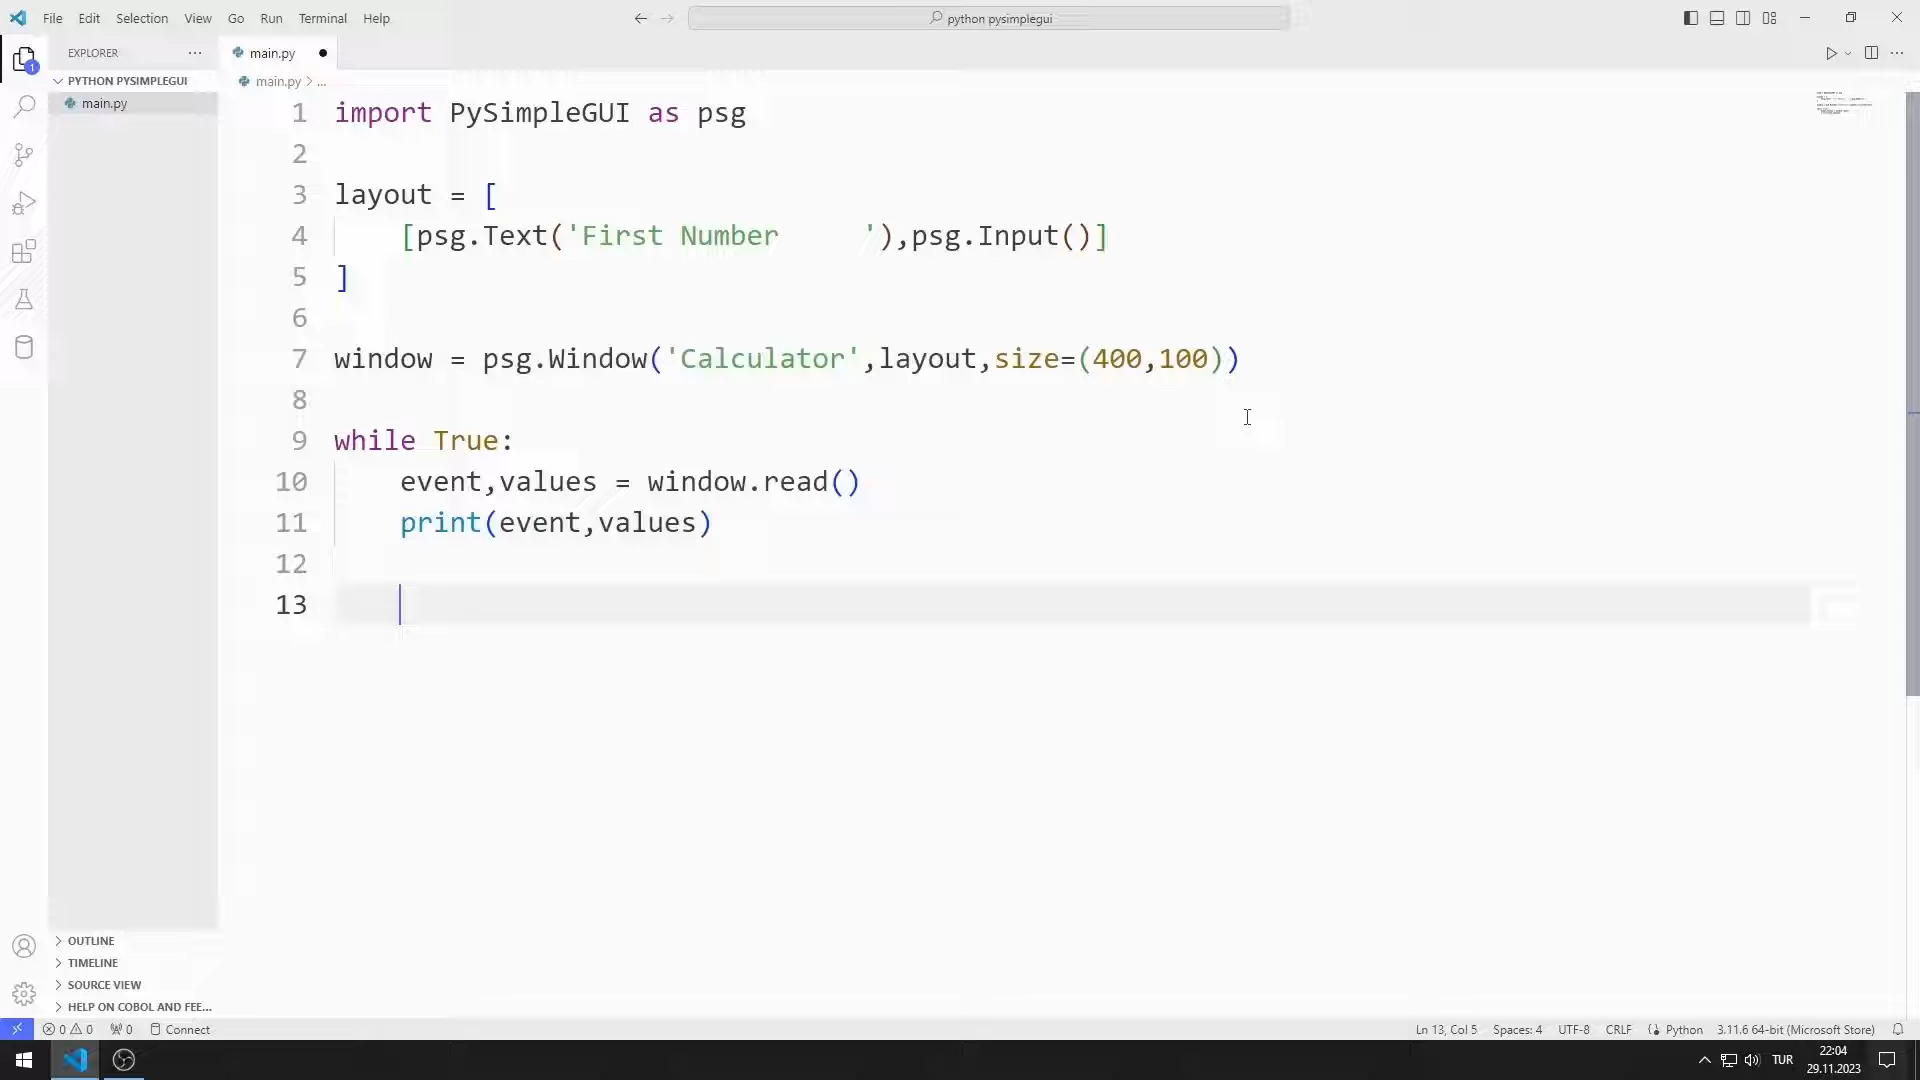 File Edit Selection View Go Run Terminal Help
python pysimplegui
EXPLORER
main.py
PYTHON PYSIMPLEGUI
main.py > ...
main.py
1 import PySimpleGUI as psg
2
3 layout = [
4     [psg.Text('First Number     '),psg.Input()]
5 ]
6
7 window = psg.Window('Calculator',layout,size=(400,100))
8
9 while True:
10     event,values = window.read()
11     print(event,values)
12
13
1
OUTLINE
TIMELINE
SOURCE VIEW
HELP ON COBOL AND FEE...
0 0 0 Connect
Ln 13, Col 5 Spaces: 4 UTF-8 CRLF Python 3.11.6 64-bit (Microsoft Store)
TUR
22:04
29.11.2023